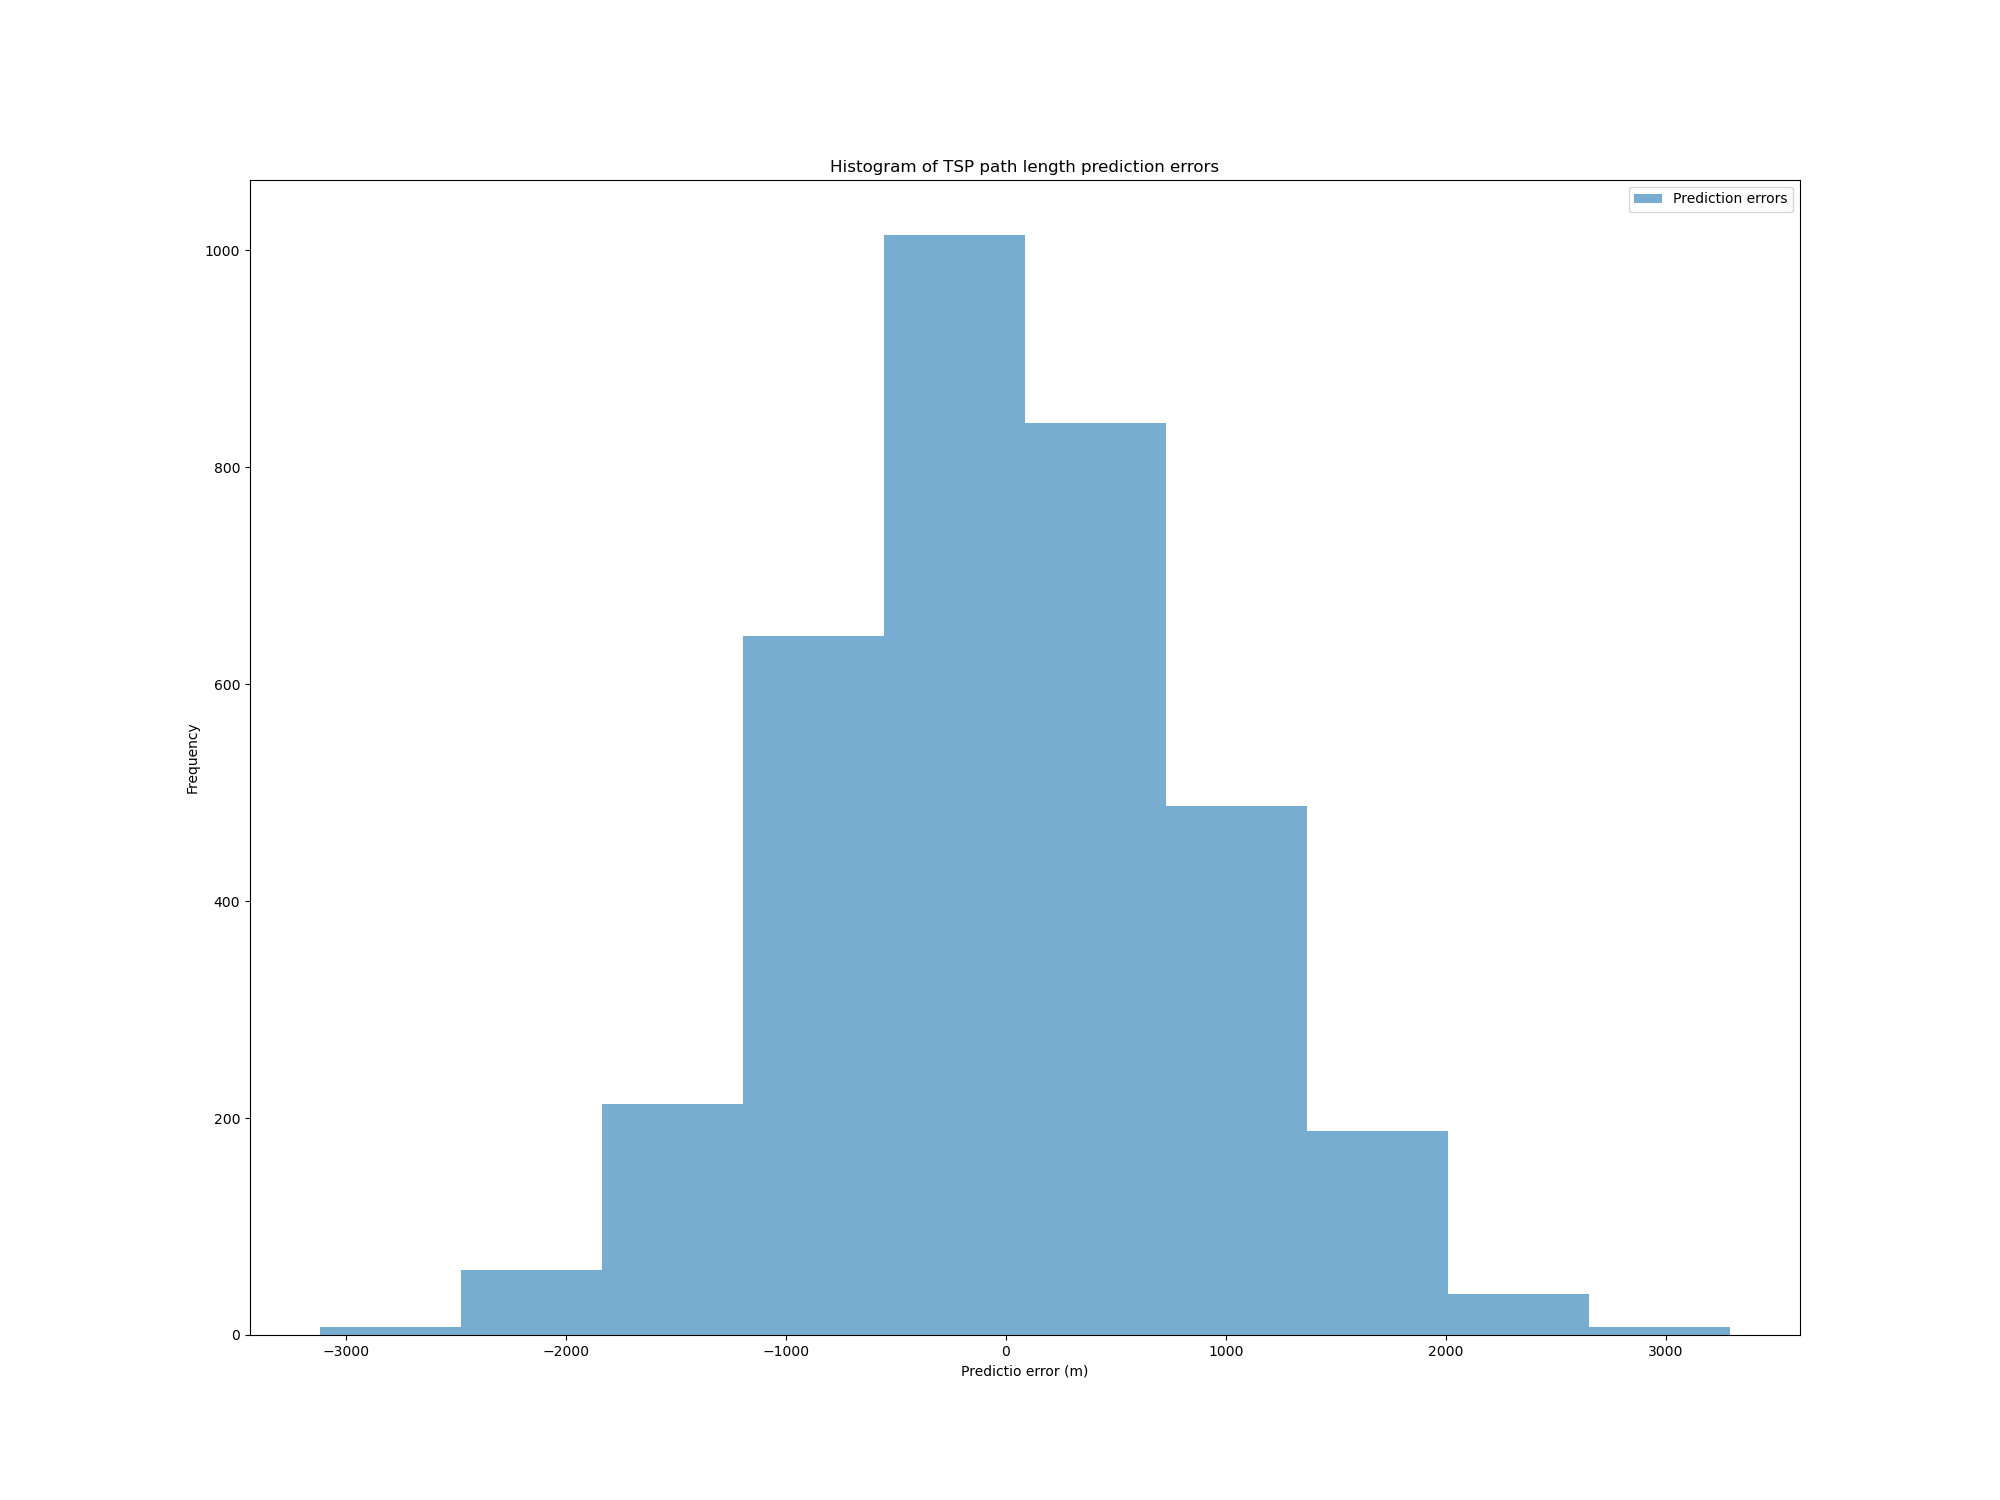 Histogram of TSP path length prediction errors
Prediction errors
1000
800
600
400
200
0
Frequency
−3000 −2000 −1000 0 1000 2000 3000
Predictio error (m)